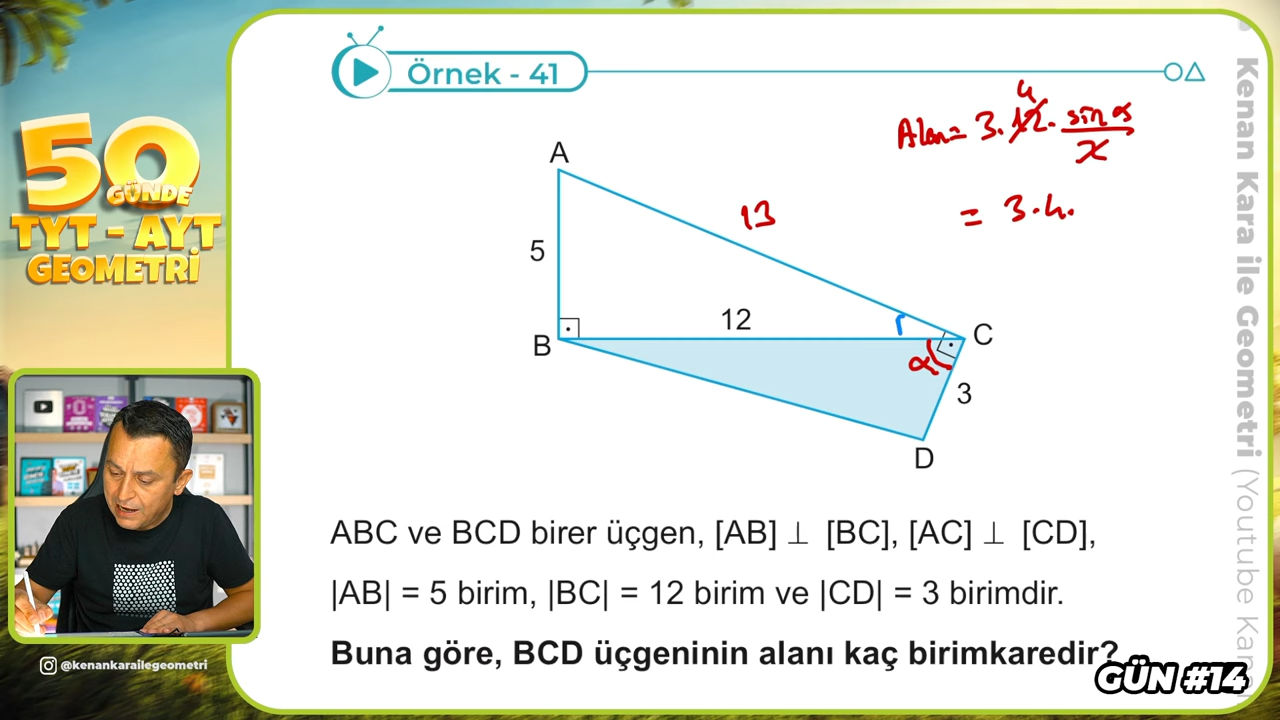 Örnek - 41
50
GÜNDE
TYT - AYT
GEOMETRİ
A
5
13
12
B
C
α
3
D
Alan = 3.12. sin α / x
4
= 3.4.
ABC ve BCD birer üçgen, [AB] ⊥ [BC], [AC] ⊥ [CD],
|AB| = 5 birim, |BC| = 12 birim ve |CD| = 3 birimdir.
Buna göre, BCD üçgeninin alanı kaç birimkaredir?
GÜN #14
@kenankarailegeometri
Kenan Kara ile Geometri (Youtube